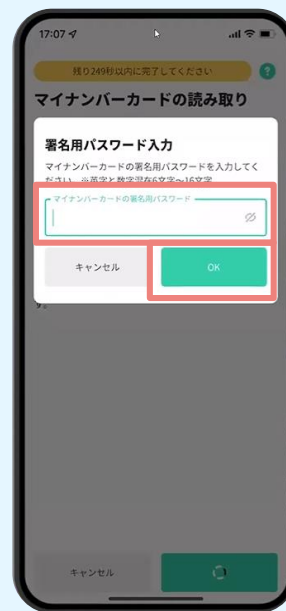 17:07
残り249秒以内に完了してください
?
マイナンバーカードの読み取り
署名用パスワード入力
マイナンバーカードの署名用パスワードを入力してく
ださい。※英字と数字混在6文字〜16文字
マイナンバーカードの署名用パスワード
キャンセル
OK
す。
キャンセル